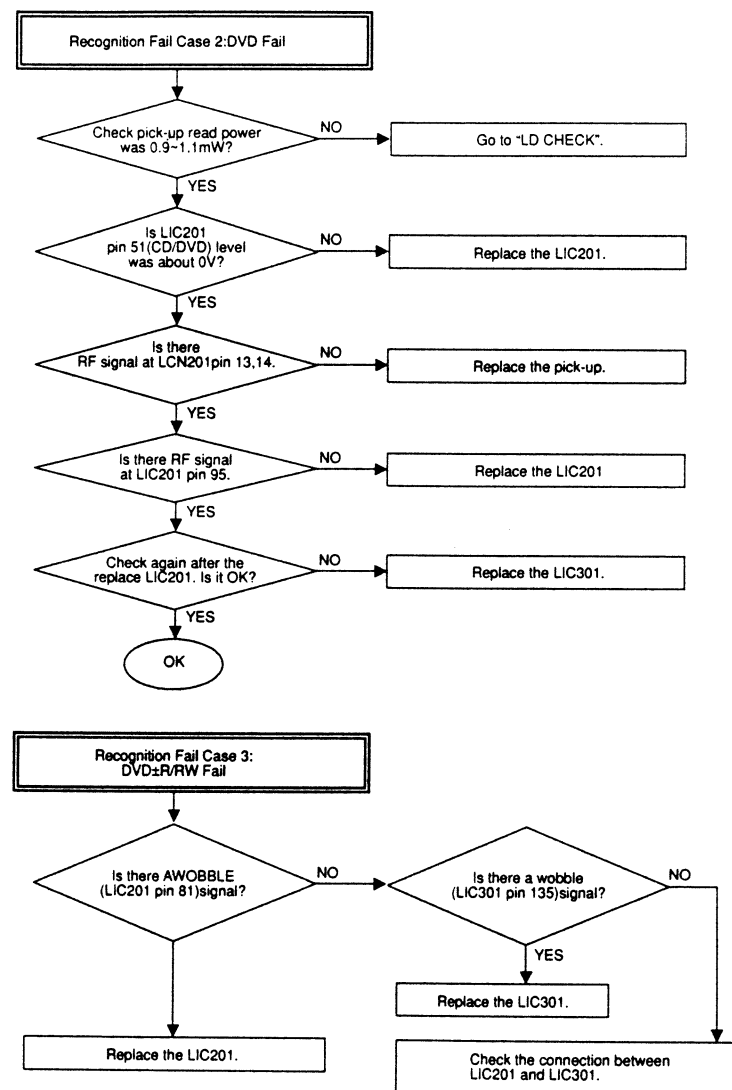 Recognition Fail Case 2:DVD Fail
Check pick-up read power
was 0.9~1.1mW?
NO
Go to "LD CHECK".
YES
Is LIC201
pin 51(CD/DVD) level
was about 0V?
NO
Replace the LIC201.
YES
Is there
RF signal at LCN201pin 13,14.
NO
Replace the pick-up.
YES
Is there RF signal
at LIC201 pin 95.
NO
Replace the LIC201
YES
Check again after the
replace LIC201. Is it OK?
NO
Replace the LIC301.
YES
OK
Recognition Fail Case 3:
DVD±R/RW Fail
Is there AWOBBLE
(LIC201 pin 81)signal?
NO
Is there a wobble
(LIC301 pin 135)signal?
NO
YES
Replace the LIC301.
Replace the LIC201.
Check the connection between
LIC201 and LIC301.